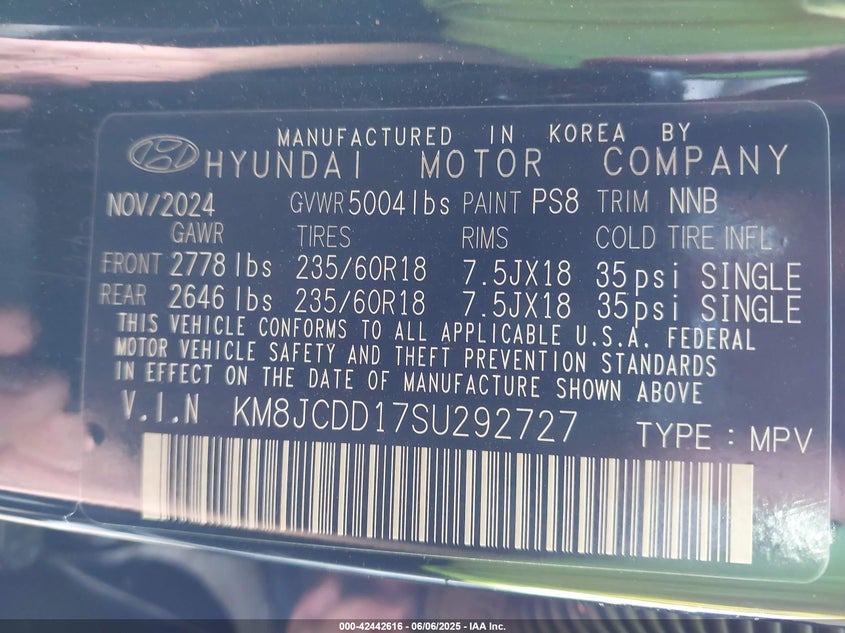 MANUFACTURED IN KOREA BY
HYUNDAI MOTOR COMPANY
NOV/2024 GVWR 5004lbs PAINT PS8 TRIM NNB
GAWR TIRES RIMS COLD TIRE INFL
FRONT 2778 lbs 235/60R18 7.5JX18 35psi SINGLE
REAR 2646 lbs 235/60R18 7.5JX18 35psi SINGLE
THIS VEHICLE CONFORMS TO ALL APPLICABLE U.S.A. FEDERAL
MOTOR VEHICLE SAFETY AND THEFT PREVENTION STANDARDS
IN EFFECT ON THE DATE OF MANUFACTURE SHOWN ABOVE
V.I.N KM8JCDD17SU292727 TYPE : MPV
000-42442616 - 06/06/2025 - IAA Inc.